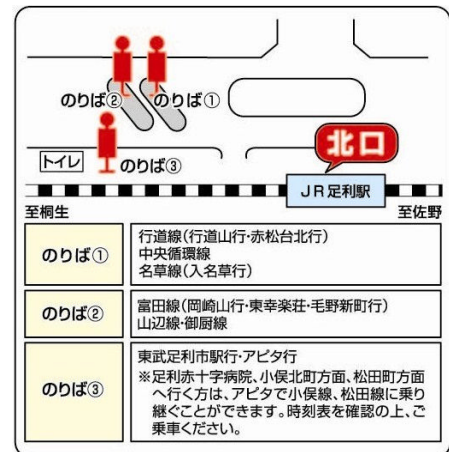 のりば② のりば①
北口
トイレ のりば③
JR足利駅
至桐生 至佐野
のりば①
行道線(行道山行・赤松台北行)
中央循環線
名草線(入名草行)
のりば②
富田線(岡崎山行・東幸楽荘・毛野新町行)
山辺線・御厨線
のりば③
東武足利市駅行・アピタ行
※足利赤十字病院、小俣北町方面、松田町方面
へ行く方は、アピタで小俣線、松田線に乗り
継ぐことができます。時刻表を確認の上、ご
乗車ください。